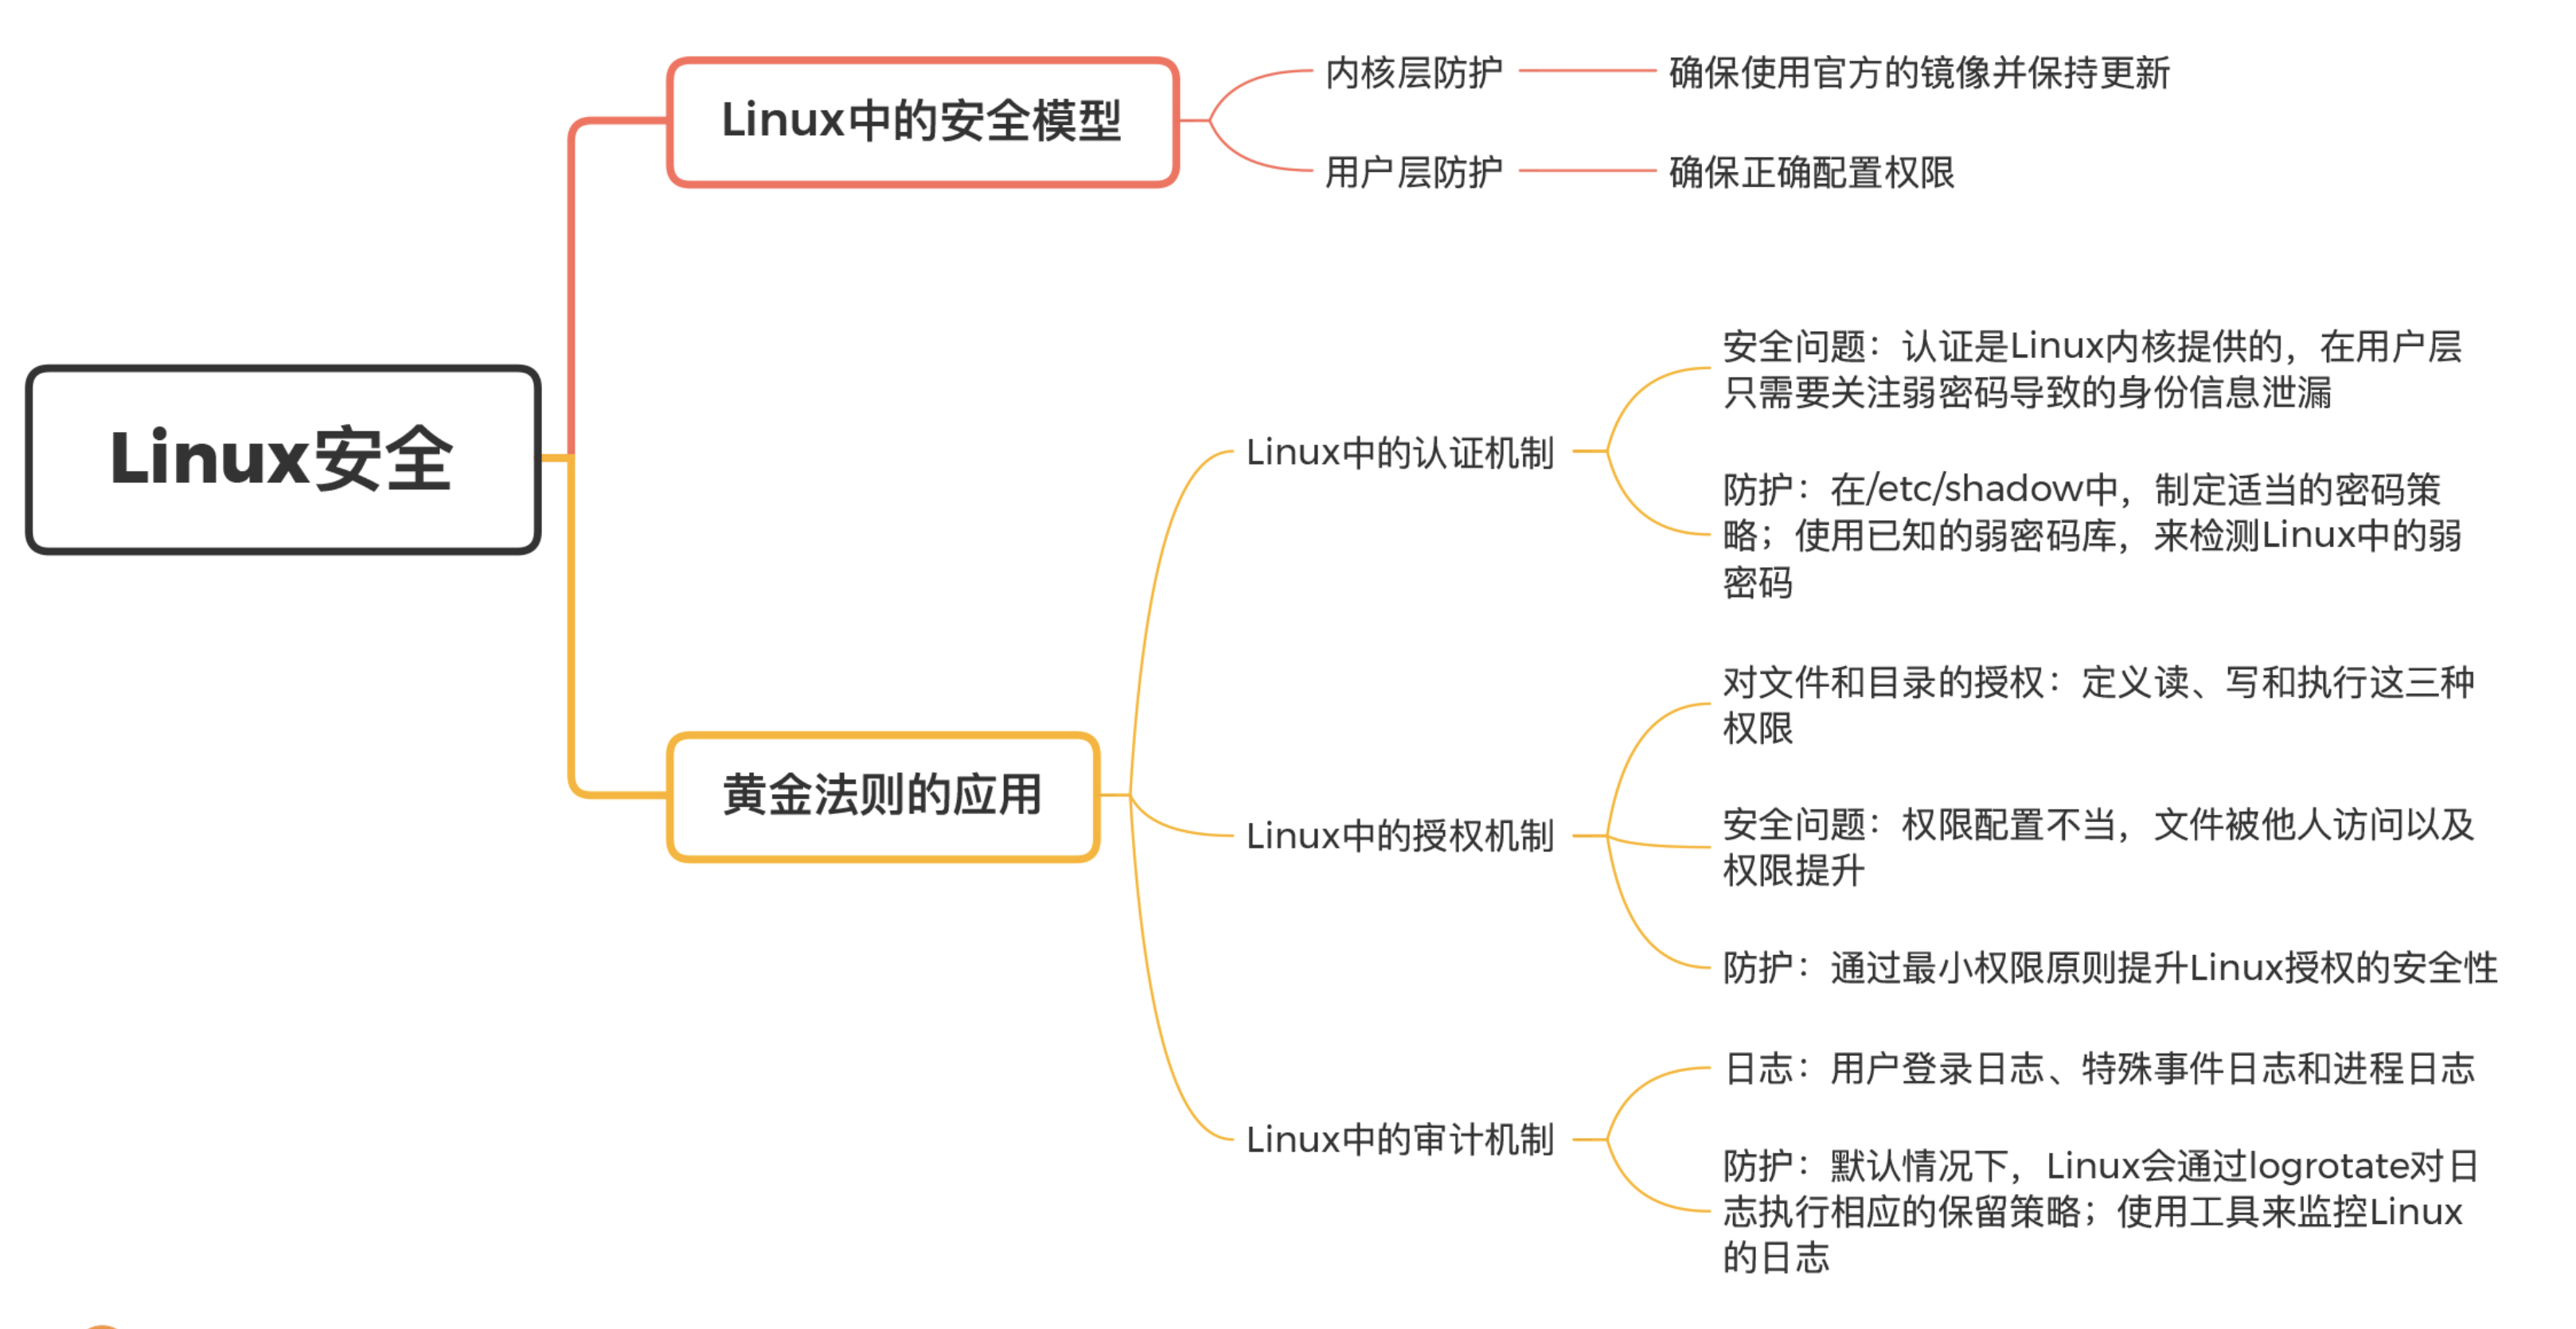 Linux安全
Linux中的安全模型
内核层防护
确保使用官方的镜像并保持更新
用户层防护
确保正确配置权限
黄金法则的应用
Linux中的认证机制
安全问题：认证是Linux内核提供的，在用户层
只需要关注弱密码导致的身份信息泄漏
防护：在/etc/shadow中，制定适当的密码策
略；使用已知的弱密码库，来检测Linux中的弱
密码
Linux中的授权机制
对文件和目录的授权：定义读、写和执行这三种
权限
安全问题：权限配置不当，文件被他人访问以及
权限提升
防护：通过最小权限原则提升Linux授权的安全性
Linux中的审计机制
日志：用户登录日志、特殊事件日志和进程日志
防护：默认情况下，Linux会通过logrotate对日
志执行相应的保留策略；使用工具来监控Linux
的日志